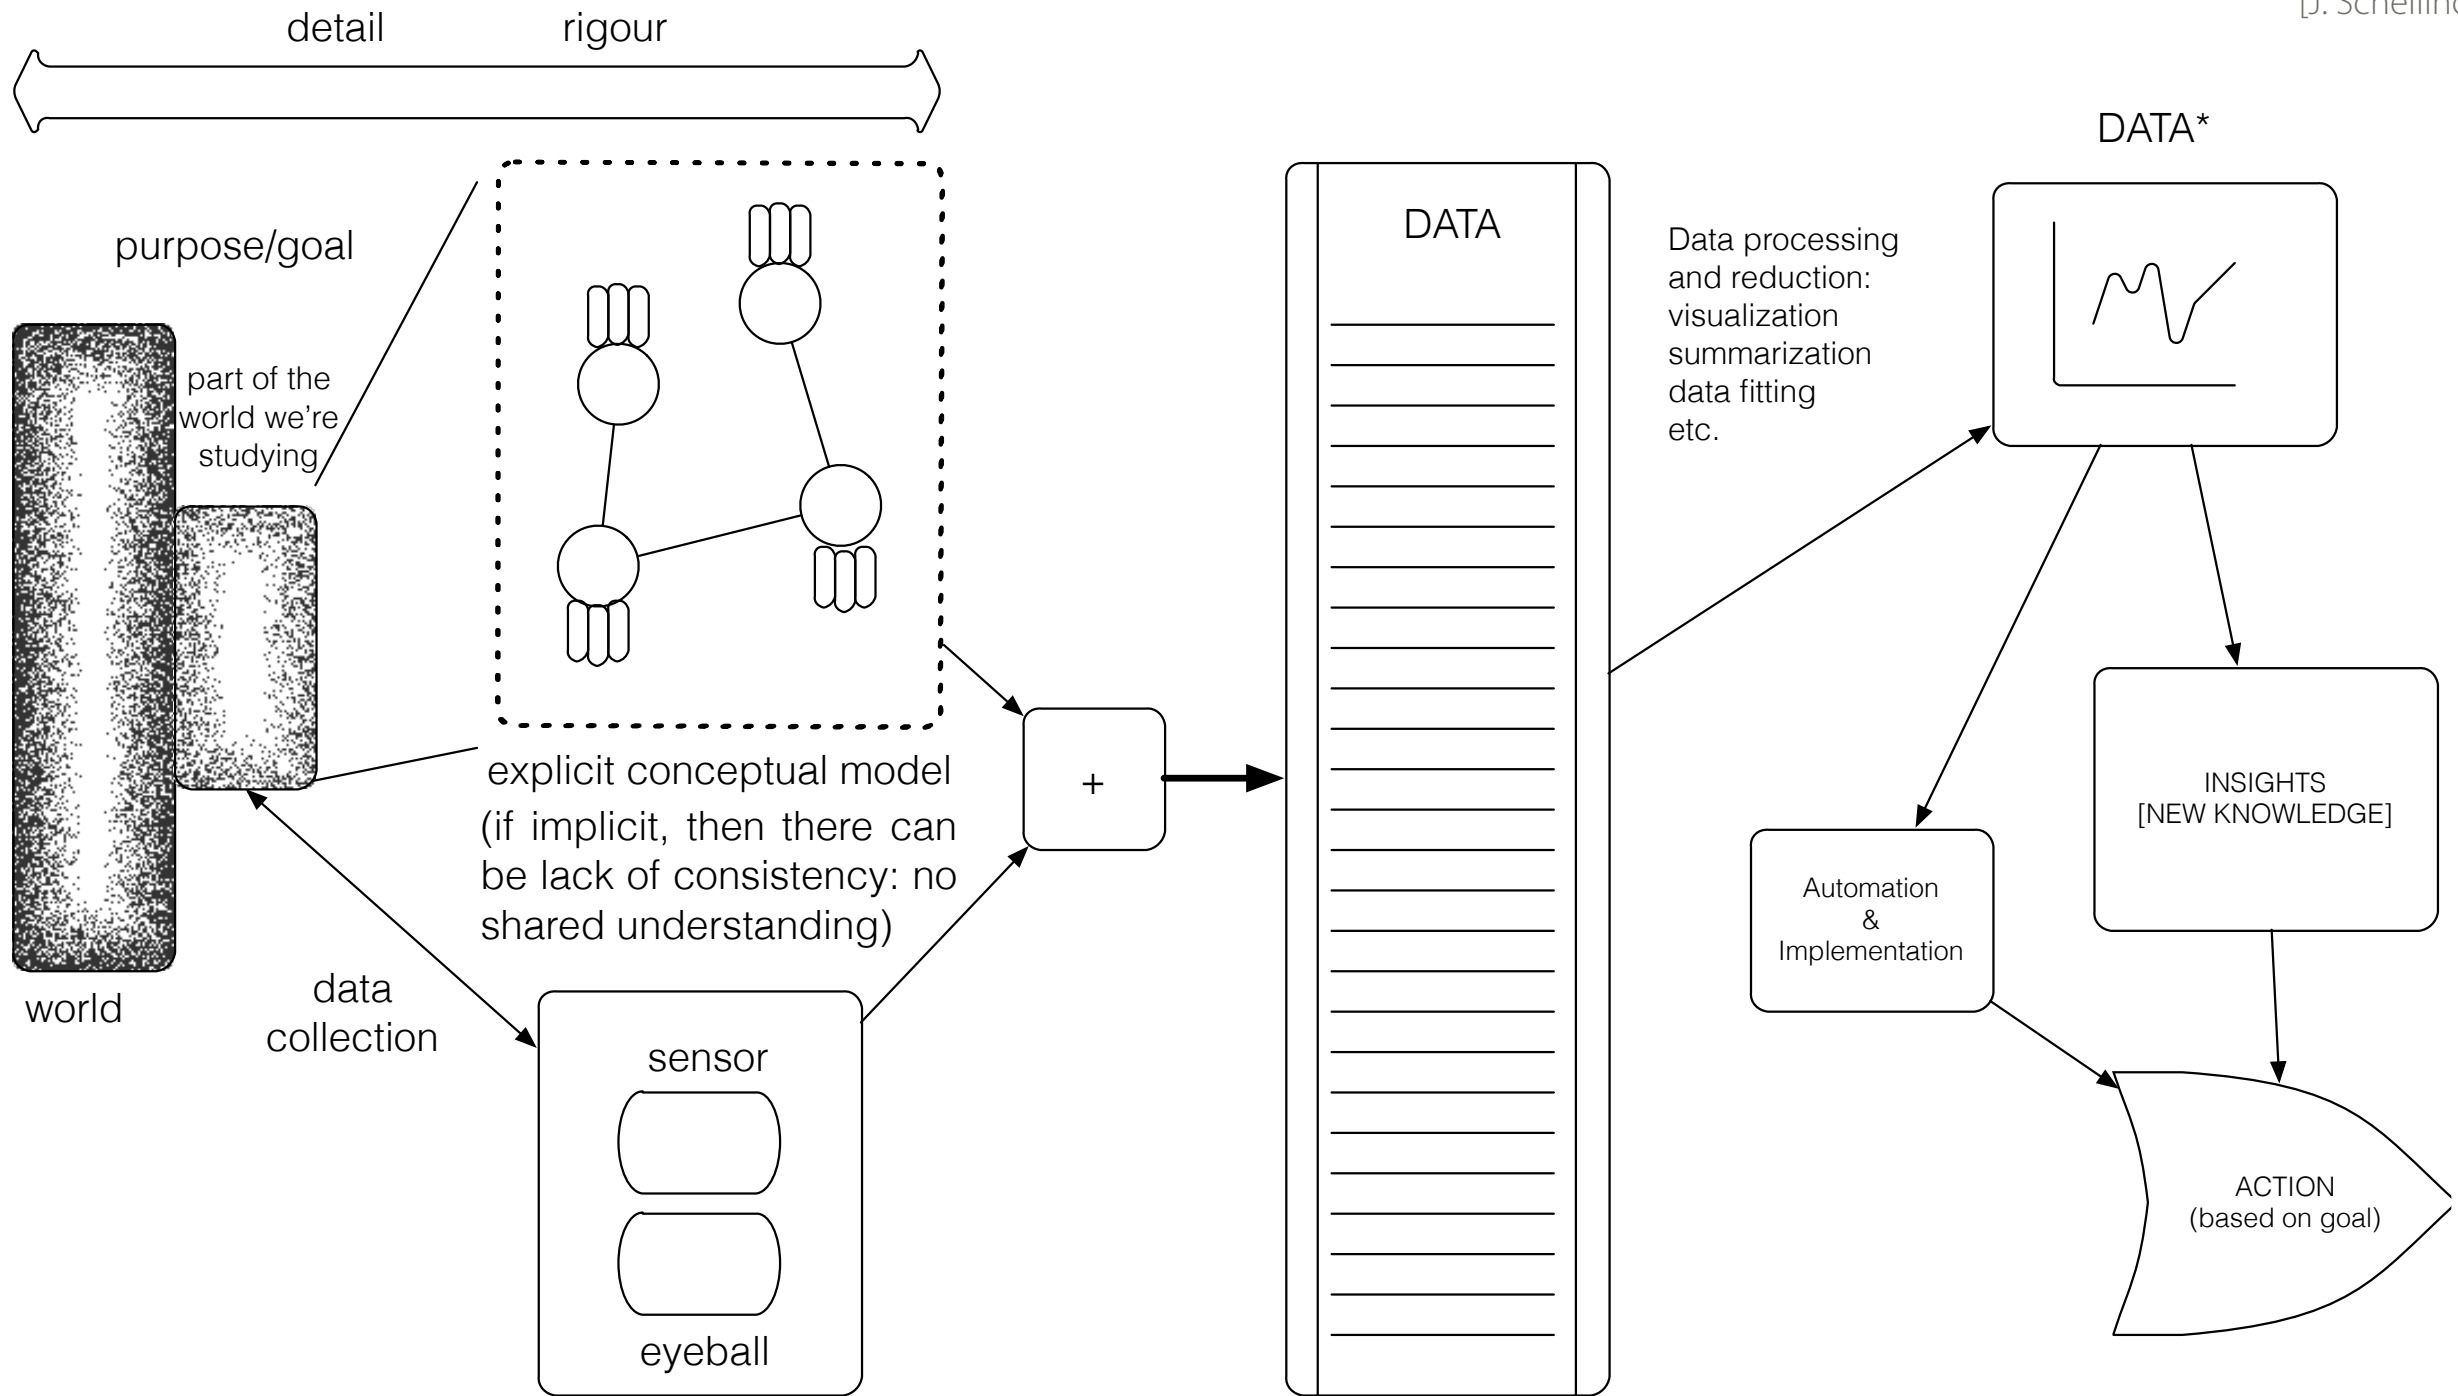 [J. Schellinc
detail
rigour
DATA*
purpose/goal
DATA
Data processing
and reduction:
visualization
summarization
data fitting
etc.
part of the
world we're
studying
explicit conceptual model
(if implicit, then there can
be lack of consistency: no
shared understanding)
+
INSIGHTS
[NEW KNOWLEDGE]
Automation
&
Implementation
world
data
collection
sensor
eyeball
ACTION
(based on goal)